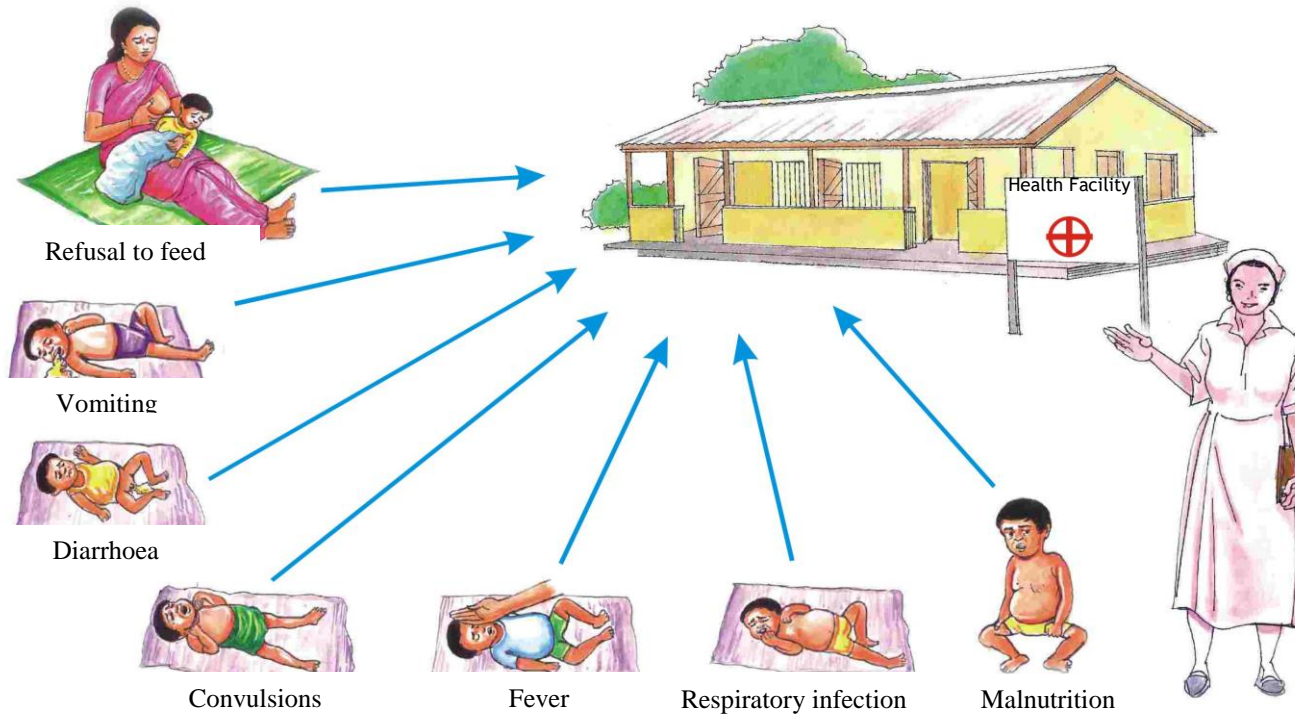 Health Facility
Refusal to feed
Vomiting
Diarrhoea
Convulsions
Fever
Respiratory infection
Malnutrition